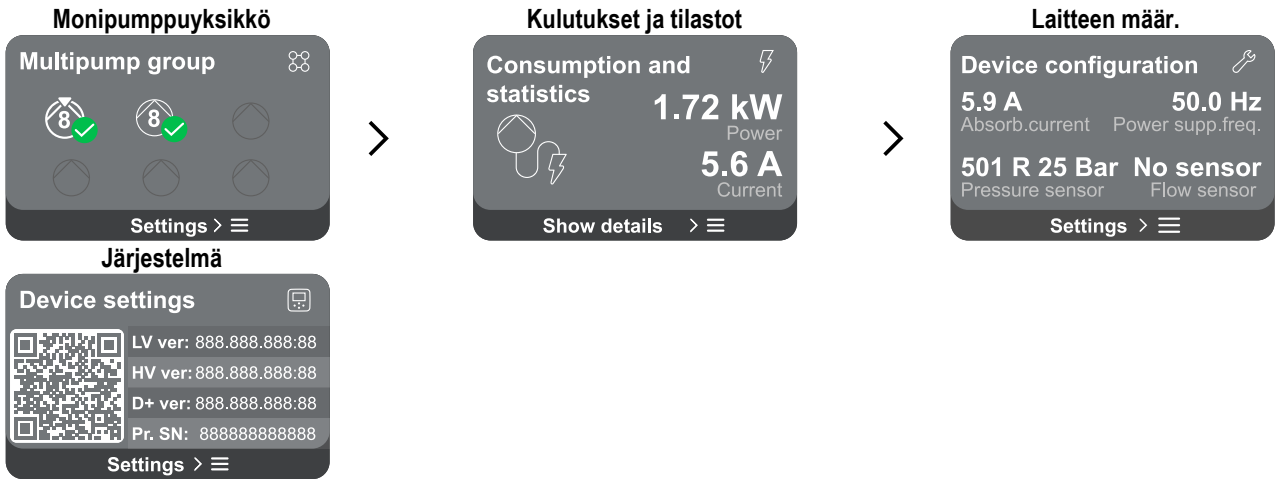 Monipumppuyksikkö
Multipump group
8
8
Settings > ☰
Kulutukset ja tilastot
Consumption and
statistics
1.72 kW
Power
5.6 A
Current
Show details > ☰
Laitteen määr.
Device configuration
5.9 A
50.0 Hz
Absorb.current
Power supp.freq.
501 R 25 Bar
No sensor
Pressure sensor
Flow sensor
Settings > ☰
Järjestelmä
Device settings
LV ver: 888.888.888:88
HV ver: 888.888.888:88
D+ ver: 888.888.888:88
Pr. SN: 888888888888
Settings > ☰